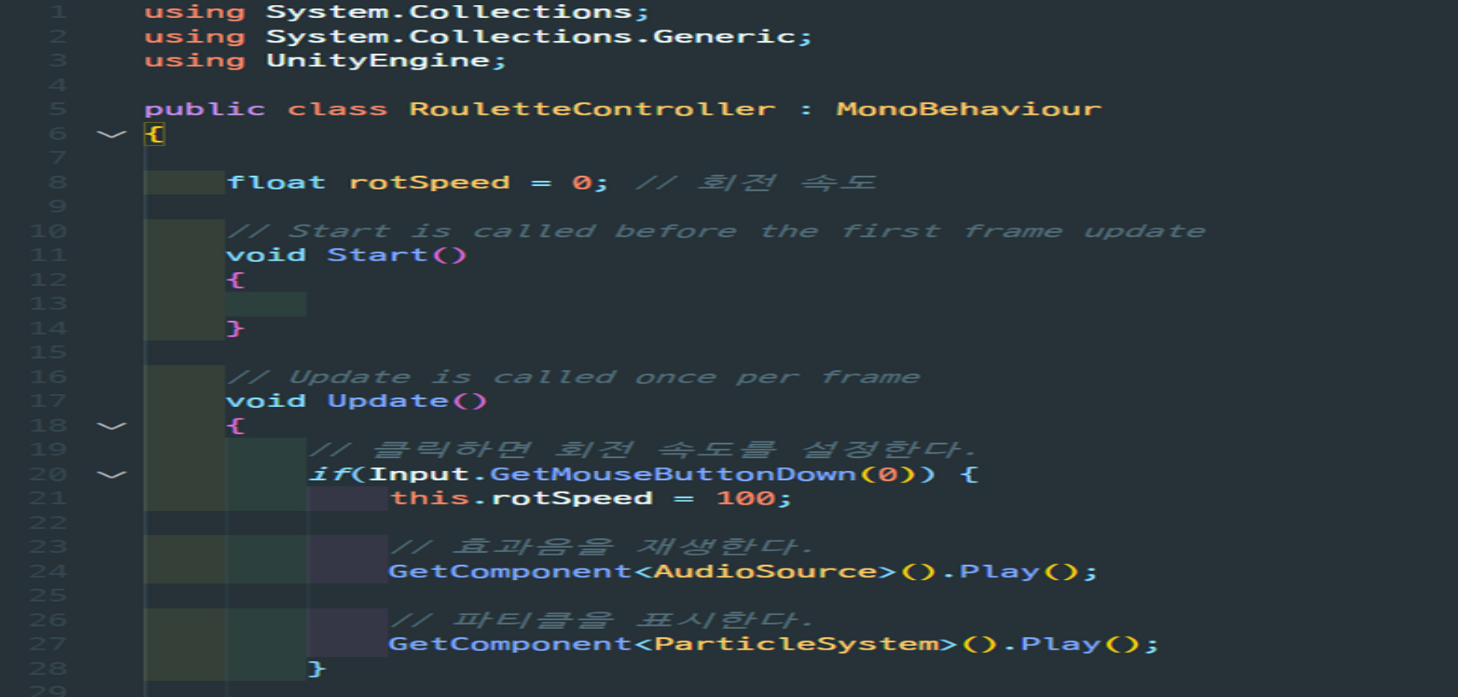 1 using System.Collections;
2 using System.Collections.Generic;
3 using UnityEngine;
4
5 public class RouletteController : MonoBehaviour
6 {
7
8 float rotSpeed = 0; // 회전 속도
9
10 // Start is called before the first frame update
11 void Start()
12 {
13
14 }
15
16 // Update is called once per frame
17 void Update()
18 {
19 // 클릭하면 회전 속도를 설정한다.
20 if(Input.GetMouseButtonDown(0)) {
21 this.rotSpeed = 100;
22
23 // 효과음을 재생한다.
24 GetComponent<AudioSource>().Play();
25
26 // 파티클을 표시한다.
27 GetComponent<ParticleSystem>().Play();
28 }
29